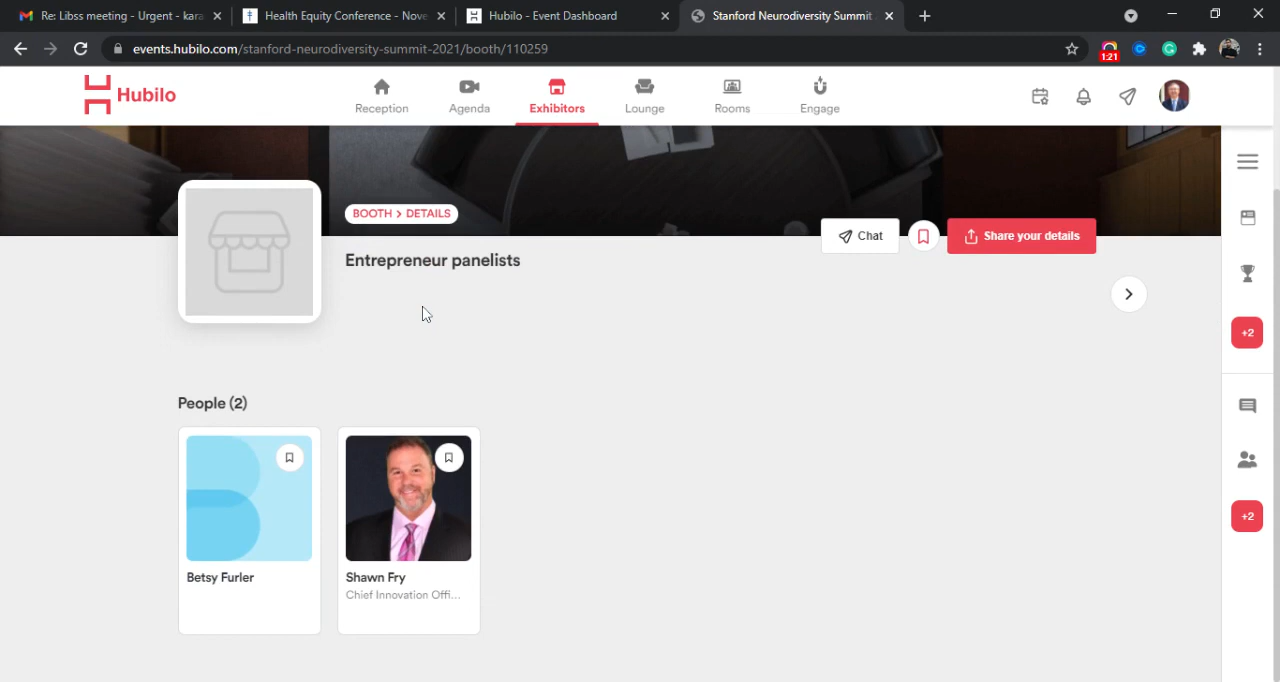 Re: Libss meeting - Urgent - kara
Health Equity Conference - Nove
Hubilo - Event Dashboard
Stanford Neurodiversity Summit
events.hubilo.com/stanford-neurodiversity-summit-2021/booth/110259
1:21
Hubilo
Reception
Agenda
Exhibitors
Lounge
Rooms
Engage
BOOTH > DETAILS
Chat
Share your details
Entrepreneur panelists
+2
People (2)
Betsy Furler
Shawn Fry
Chief Innovation Offi...
+2